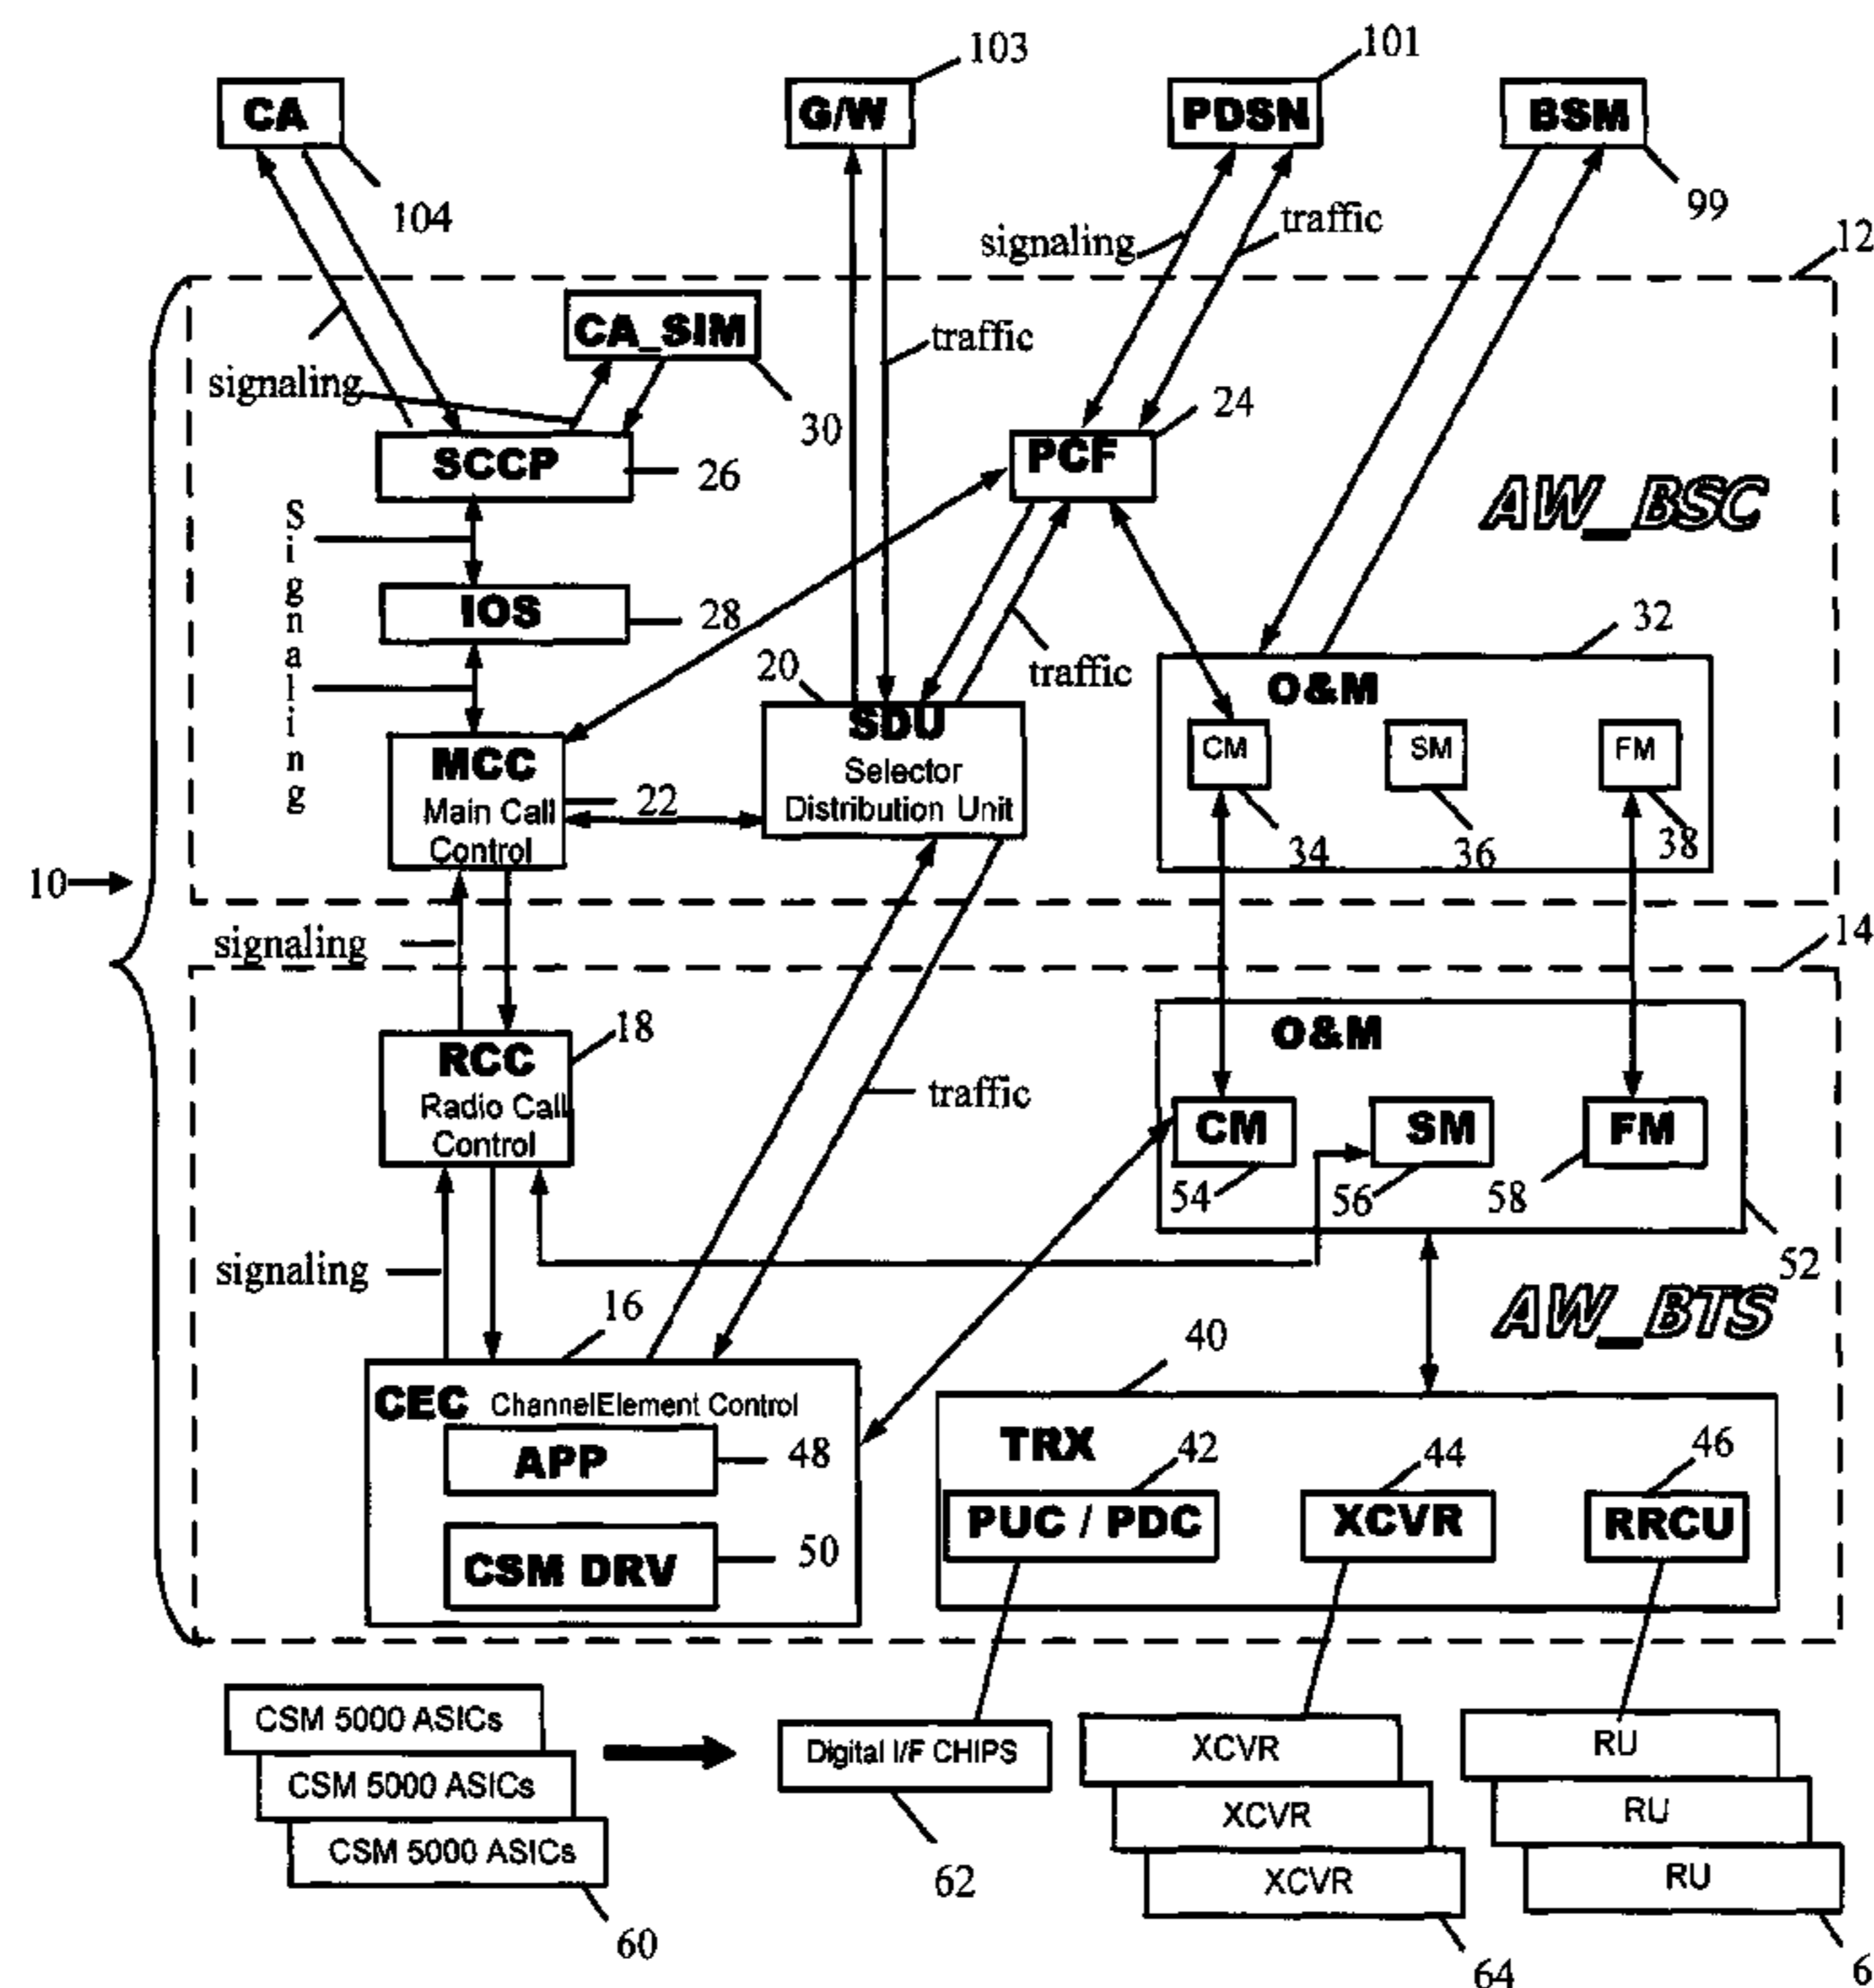 103
101
CA
G/W
PDSN
BSM
104
99
signaling
traffic
12
CA_SIM
traffic
signaling
30
24
SCCP
26
PCF
AW_BSC
Signaling
IOS
28
32
20
traffic
O&M
SDU
Selector
Distribution Unit
MCC
Main Call
Control
22
CM
SM
FM
34
36
38
10
signaling
14
18
RCC
Radio Call
Control
O&M
traffic
CM
SM
FM
54
56
58
signaling
52
16
AW_BTS
40
CEC ChannelElement Control
APP
48
TRX
42
44
46
CSM DRV
50
PUC / PDC
XCVR
RRCU
CSM 5000 ASICs
CSM 5000 ASICs
CSM 5000 ASICs
Digital I/F CHIPS
XCVR
XCVR
XCVR
RU
RU
RU
60
62
64